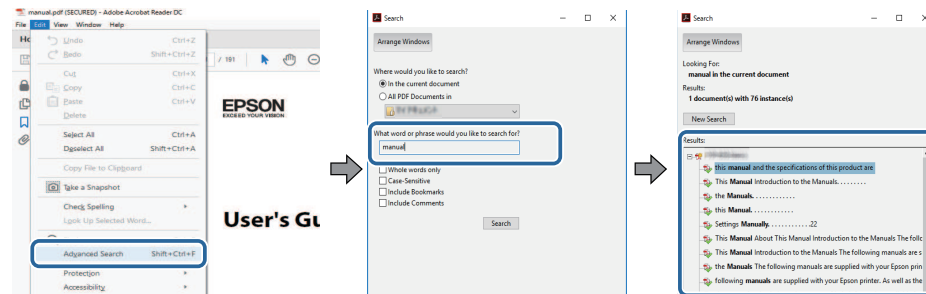 manual.pdf (SECURED) - Adobe Acrobat Reader DC
File Edit View Window Help
Undo Ctrl+Z
Redo Shift+Ctrl+Z
Cut Ctrl+X
Copy Ctrl+C
Paste Ctrl+V
Delete
Select All Ctrl+A
Deselect All Shift+Ctrl+A
Copy File to Clipboard
Take a Snapshot
Check Spelling
Look Up Selected Word...
Advanced Search Shift+Ctrl+F
Protection
Accessibility
/ 191
EPSON
EXCEED YOUR VISION
User's Gu
Search
Arrange Windows
Where would you like to search?
In the current document
All PDF Documents in
What word or phrase would you like to search for?
manual
Whole words only
Case-Sensitive
Include Bookmarks
Include Comments
Search
Search
Arrange Windows
Looking For:
manual in the current document
Results:
1 document(s) with 76 instance(s)
New Search
Results:
this manual and the specifications of this product are
This Manual Introduction to the Manuals. . . . . . . . .
the Manuals. . . . . . . . . . . .
this Manual. . . . . . . . . . . .
Settings Manually. . . . . . . . . . . . .22
This Manual About This Manual Introduction to the Manuals The folle
This Manual Introduction to the Manuals The following manuals are s
the Manuals The following manuals are supplied with your Epson prin
following manuals are supplied with your Epson printer. As well as the